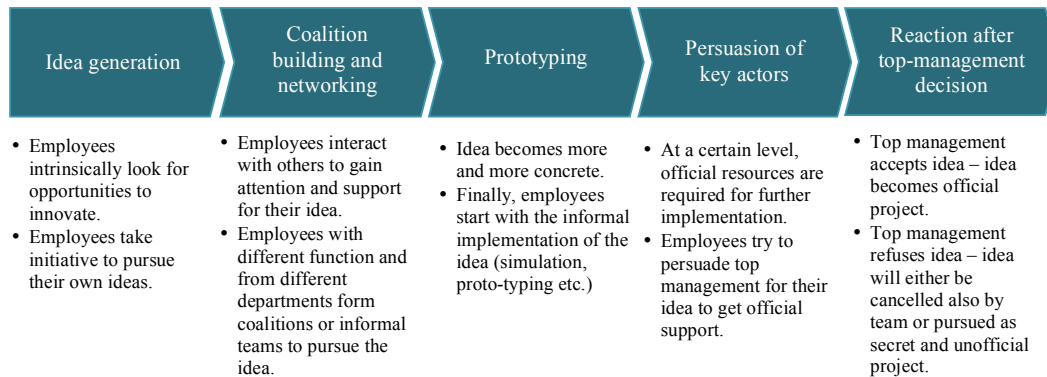 Idea generation
Coalition
building and
networking
Prototyping
Persuasion of
key actors
Reaction after
top-management
decision
• Employees
intrinsically look for
opportunities to
innovate.
• Employees take
initiative to pursue
their own ideas.
• Employees interact
with others to gain
attention and support
for their idea.
• Employees with
different function and
from different
departments form
coalitions or informal
teams to pursue the
idea.
• Idea becomes more
and more concrete.
• Finally, employees
start with the informal
implementation of the
idea (simulation,
proto-typing etc.)
• At a certain level,
official resources are
required for further
implementation.
• Employees try to
persuade top
management for their
idea to get official
support.
• Top management
accepts idea – idea
becomes official
project.
• Top management
refuses idea – idea
will either be
cancelled also by
team or pursued as
secret and unofficial
project.